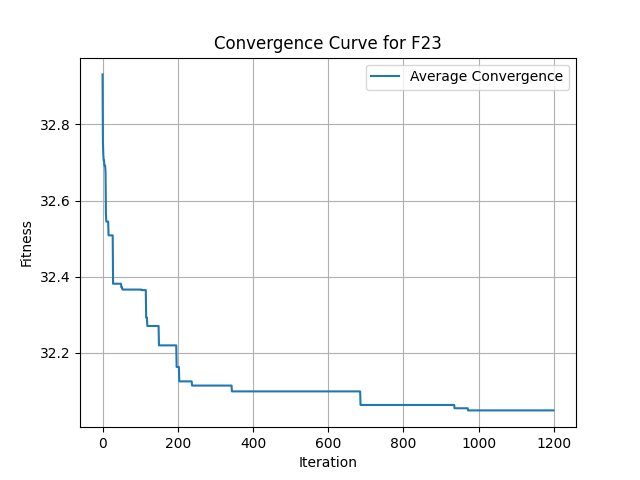 Convergence Curve for F23
Average Convergence
Fitness
32.8
32.6
32.4
32.2
0 200 400 600 800 1000 1200
Iteration